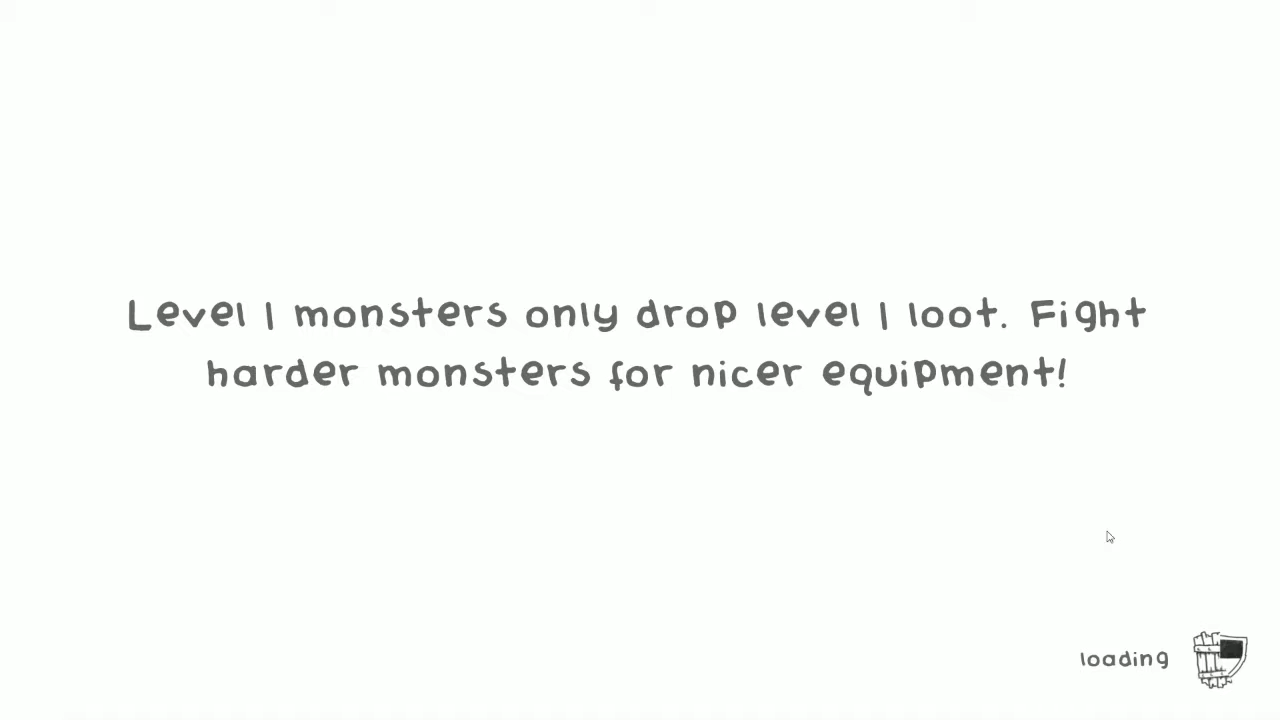 Level 1 monsters only drop level 1 loot. Fight
harder monsters for nicer equipment!
loading